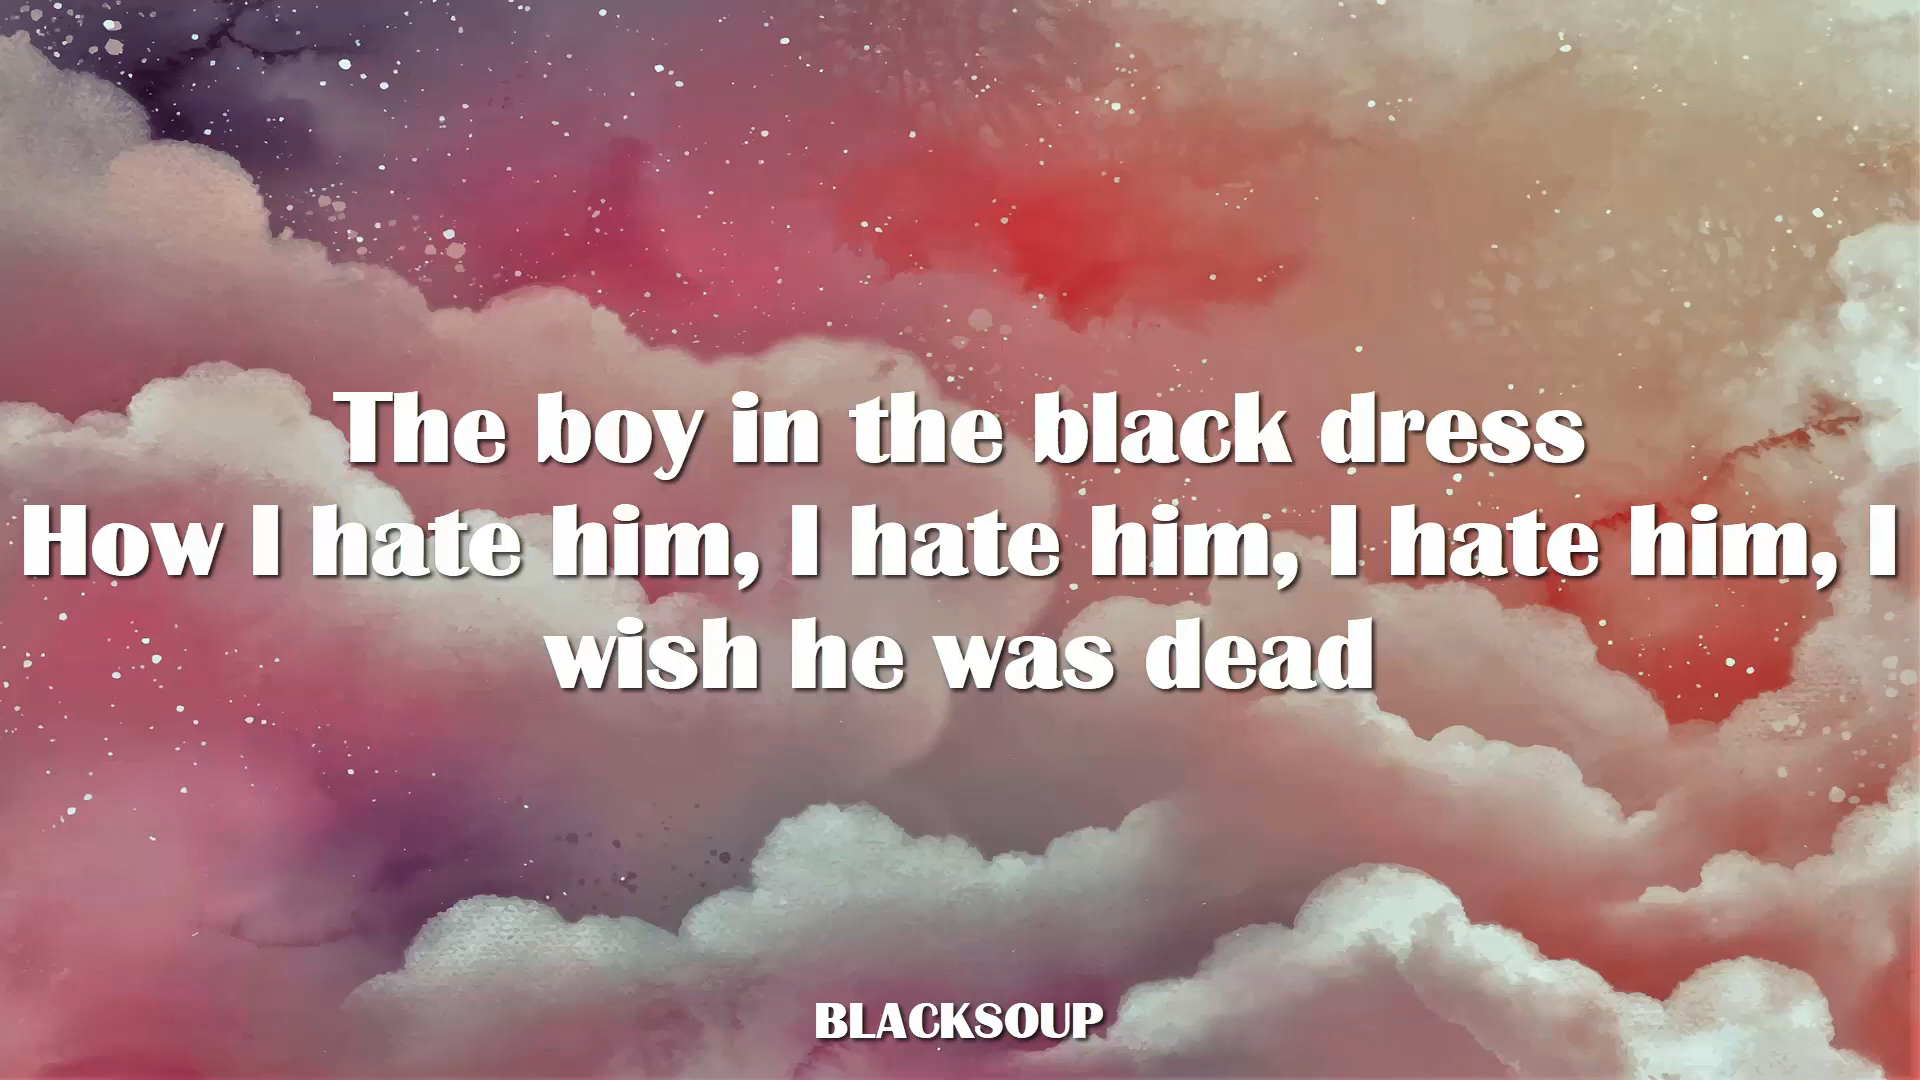 The boy in the black dress
How I hate him, I hate him, I hate him, I
wish he was dead
BLACKSOUP